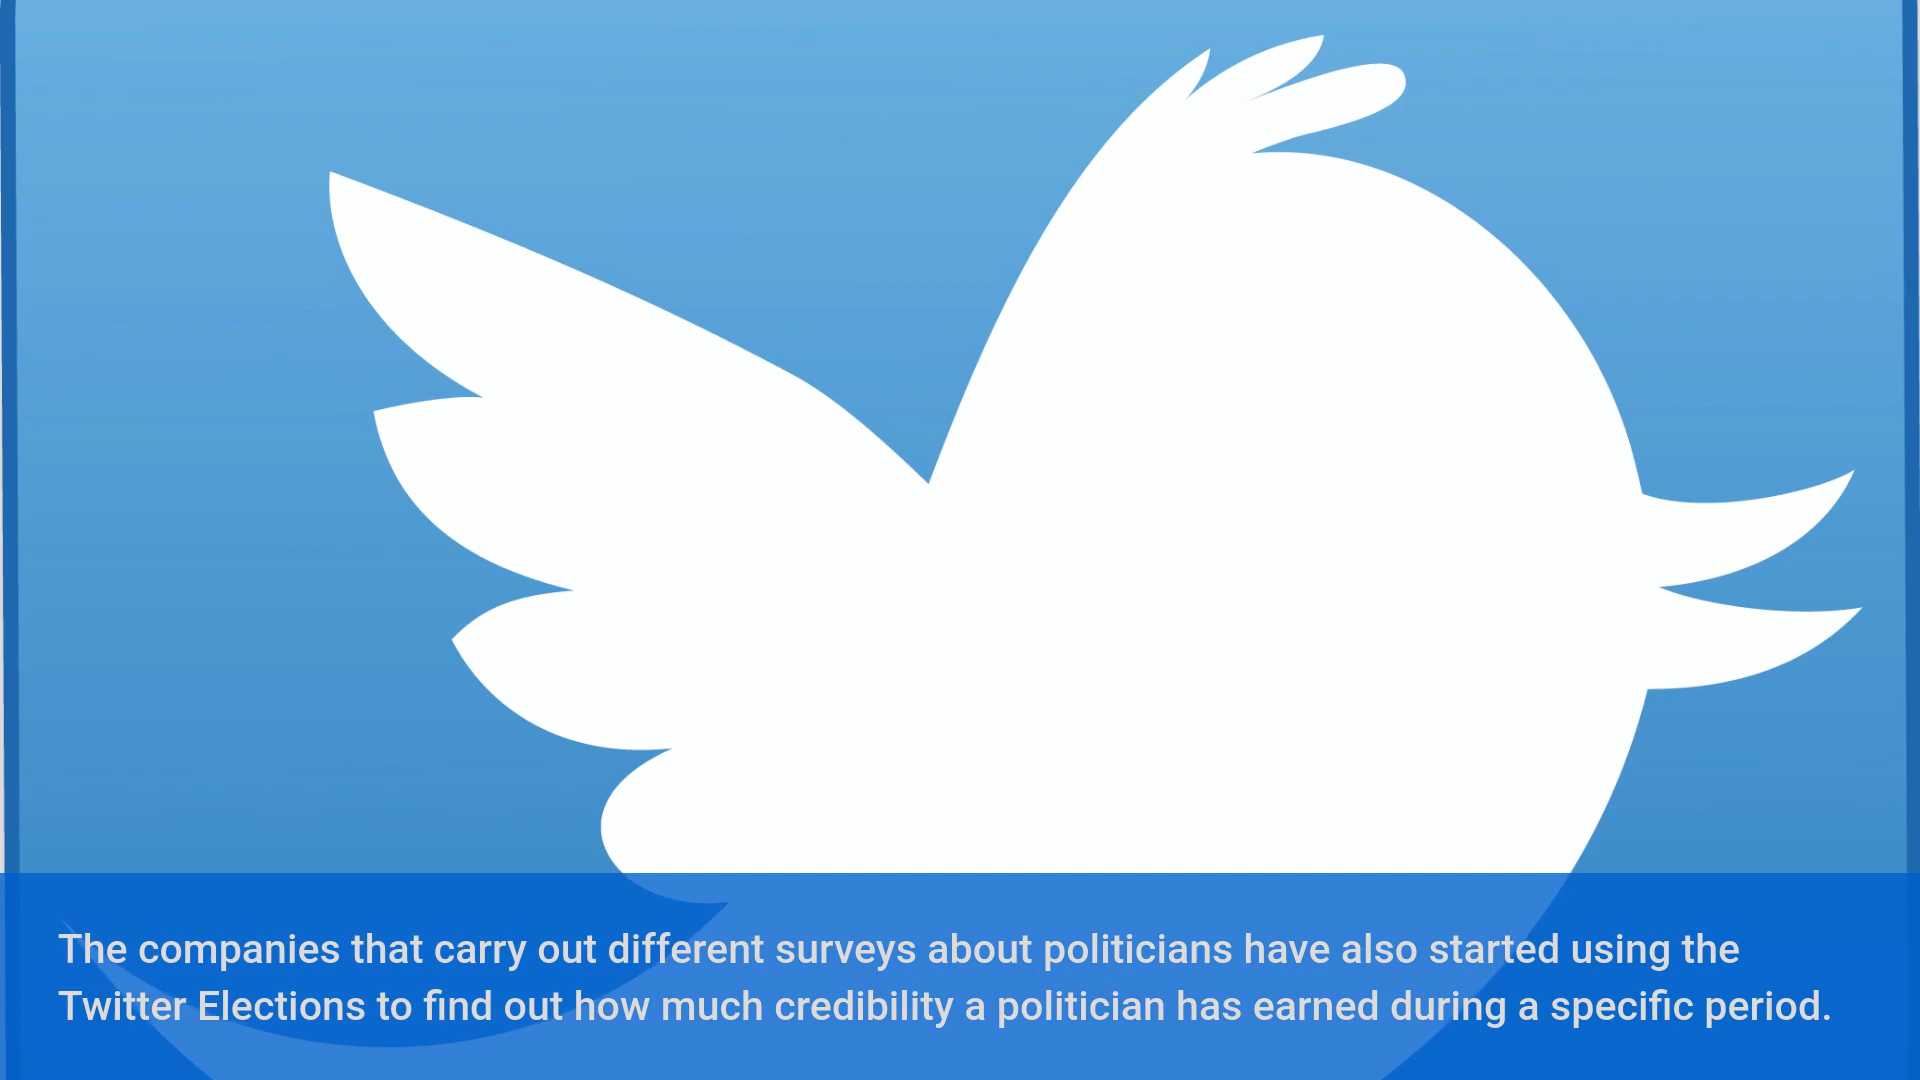 The companies that carry out different surveys about politicians have also started using the
Twitter Elections to find out how much credibility a politician has earned during a specific period.